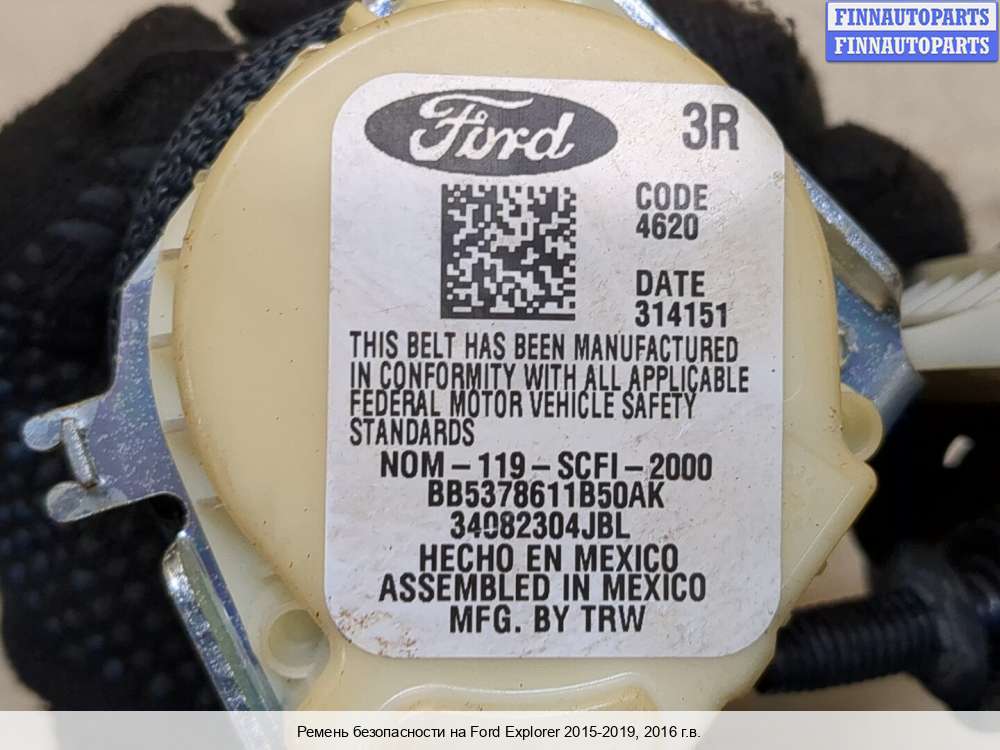 FINNAUTOPARTS
FINNAUTOPARTS
Ford
3R
CODE
4620
DATE
314151
THIS BELT HAS BEEN MANUFACTURED
IN CONFORMITY WITH ALL APPLICABLE
FEDERAL MOTOR VEHICLE SAFETY
STANDARDS
NOM-119-SCFI-2000
BB5378611B50AK
34082304JBL
HECHO EN MEXICO
ASSEMBLED IN MEXICO
MFG. BY TRW
Ремень безопасности на Ford Explorer 2015-2019, 2016 г.в.